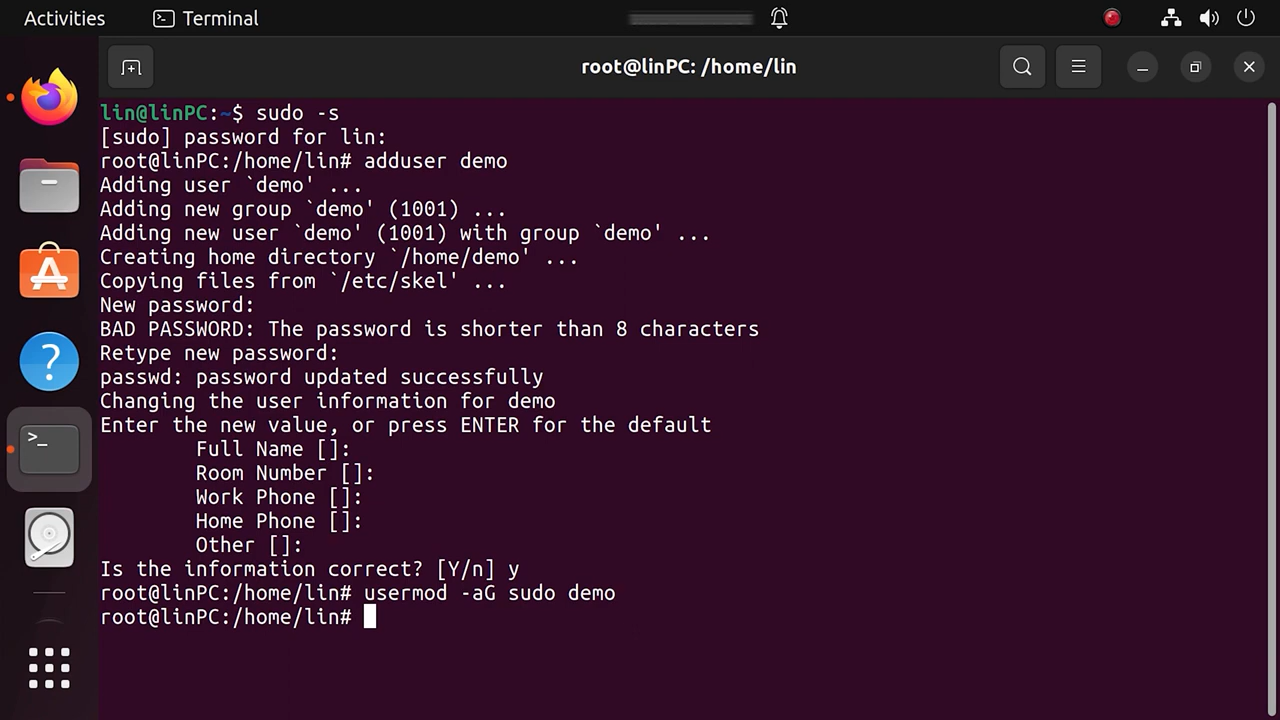 Activities
Terminal
root@linPC: /home/lin
lin@linPC:~$ sudo -s
[sudo] password for lin:
root@linPC:/home/lin# adduser demo
Adding user `demo' ...
Adding new group `demo' (1001) ...
Adding new user `demo' (1001) with group `demo' ...
Creating home directory `/home/demo' ...
Copying files from `/etc/skel' ...
New password:
BAD PASSWORD: The password is shorter than 8 characters
Retype new password:
passwd: password updated successfully
Changing the user information for demo
Enter the new value, or press ENTER for the default
        Full Name []:
        Room Number []:
        Work Phone []:
        Home Phone []:
        Other []:
Is the information correct? [Y/n] y
root@linPC:/home/lin# usermod -aG sudo demo
root@linPC:/home/lin#